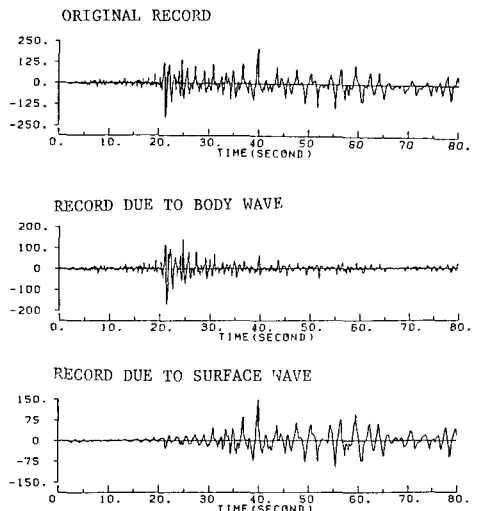 ORIGINAL RECORD
250.
125.
0.
-125.
-250.
0. 10. 20. 30. 40. 50. 60. 70. 80.
TIME(SECOND)
RECORD DUE TO BODY WAVE
200.
100.
0
-100.
-200
0. 10. 20. 30. 40. 50. 60. 70. 80.
TIME(SECOND)
RECORD DUE TO SURFACE WAVE
150.
75
0
-75
-150.
0. 10. 20. 30. 40. 50. 60. 70. 80.
TIME(SECOND)